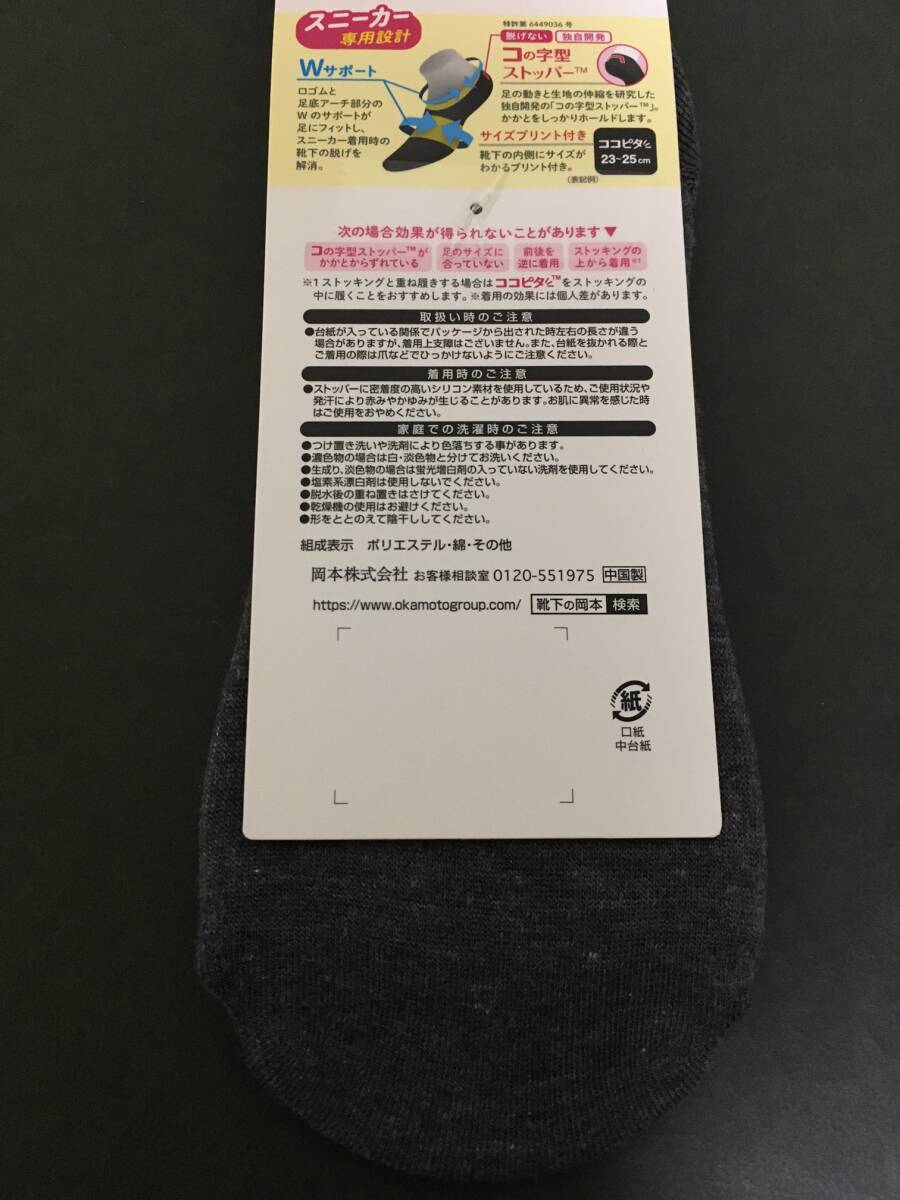 スニーカー
専用設計
Wサポート
口ゴムと
足底アーチ部分の
Wのサポートが
足にフィットし、
スニーカー着用時の
靴下の脱げを
解消。
特許第6449036号
脱げない 独自開発
コの字型
ストッパー™
足の動きと生地の伸縮を研究した
独自開発の「コの字型ストッパー™」。
かかとをしっかりホールドします。
サイズプリント付き
靴下の内側にサイズが
わかるプリント付き。
ココピタッ
23~25cm
(表記例)
次の場合効果が得られないことがあります▼
コの字型ストッパー™が
かかとからずれている
足のサイズに
合っていない
前後を
逆に着用
ストッキングの
上から着用※1
※1ストッキングと重ね履きする場合はココピタッ™をストッキングの
中に履くことをおすすめします。※着用の効果には個人差があります。
取扱い時のご注意
●台紙が入っている関係でパッケージから出された時左右の長さが違う
場合がありますが、着用上支障はございません。また、台紙を抜かれる際と
ご着用の際は爪などでひっかけないようにご注意ください。
着用時のご注意
●ストッパーに密着度の高いシリコン素材を使用しているため、ご使用状況や
発汗により赤みやかゆみが生じることがあります。お肌に異常を感じた時
はご使用をおやめください。
家庭での洗濯時のご注意
●つけ置き洗いや洗剤により色落ちする事があります。
●濃色物の場合は白・淡色物と分けてお洗いください。
●生成り、淡色物の場合は蛍光増白剤の入っていない洗剤を使用してください。
●塩素系漂白剤は使用しないでください。
●脱水後の重ね置きはさけてください。
●乾燥機の使用はお避けください。
●形をととのえて陰干ししてください。
組成表示 ポリエステル・綿・その他
岡本株式会社 お客様相談室 0120-551975 中国製
https://www.okamotogroup.com/ 靴下の岡本 検索
紙
口紙
中台紙